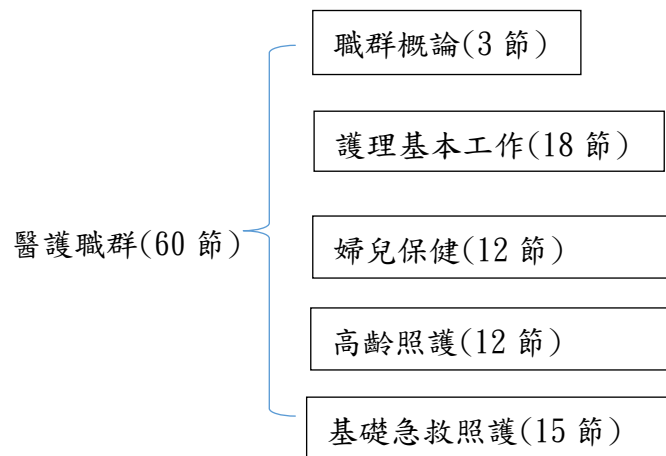 職群概論(3 節)
護理基本工作(18 節)
醫護職群(60 節)
婦兒保健(12 節)
高齡照護(12 節)
基礎急救照護(15 節)